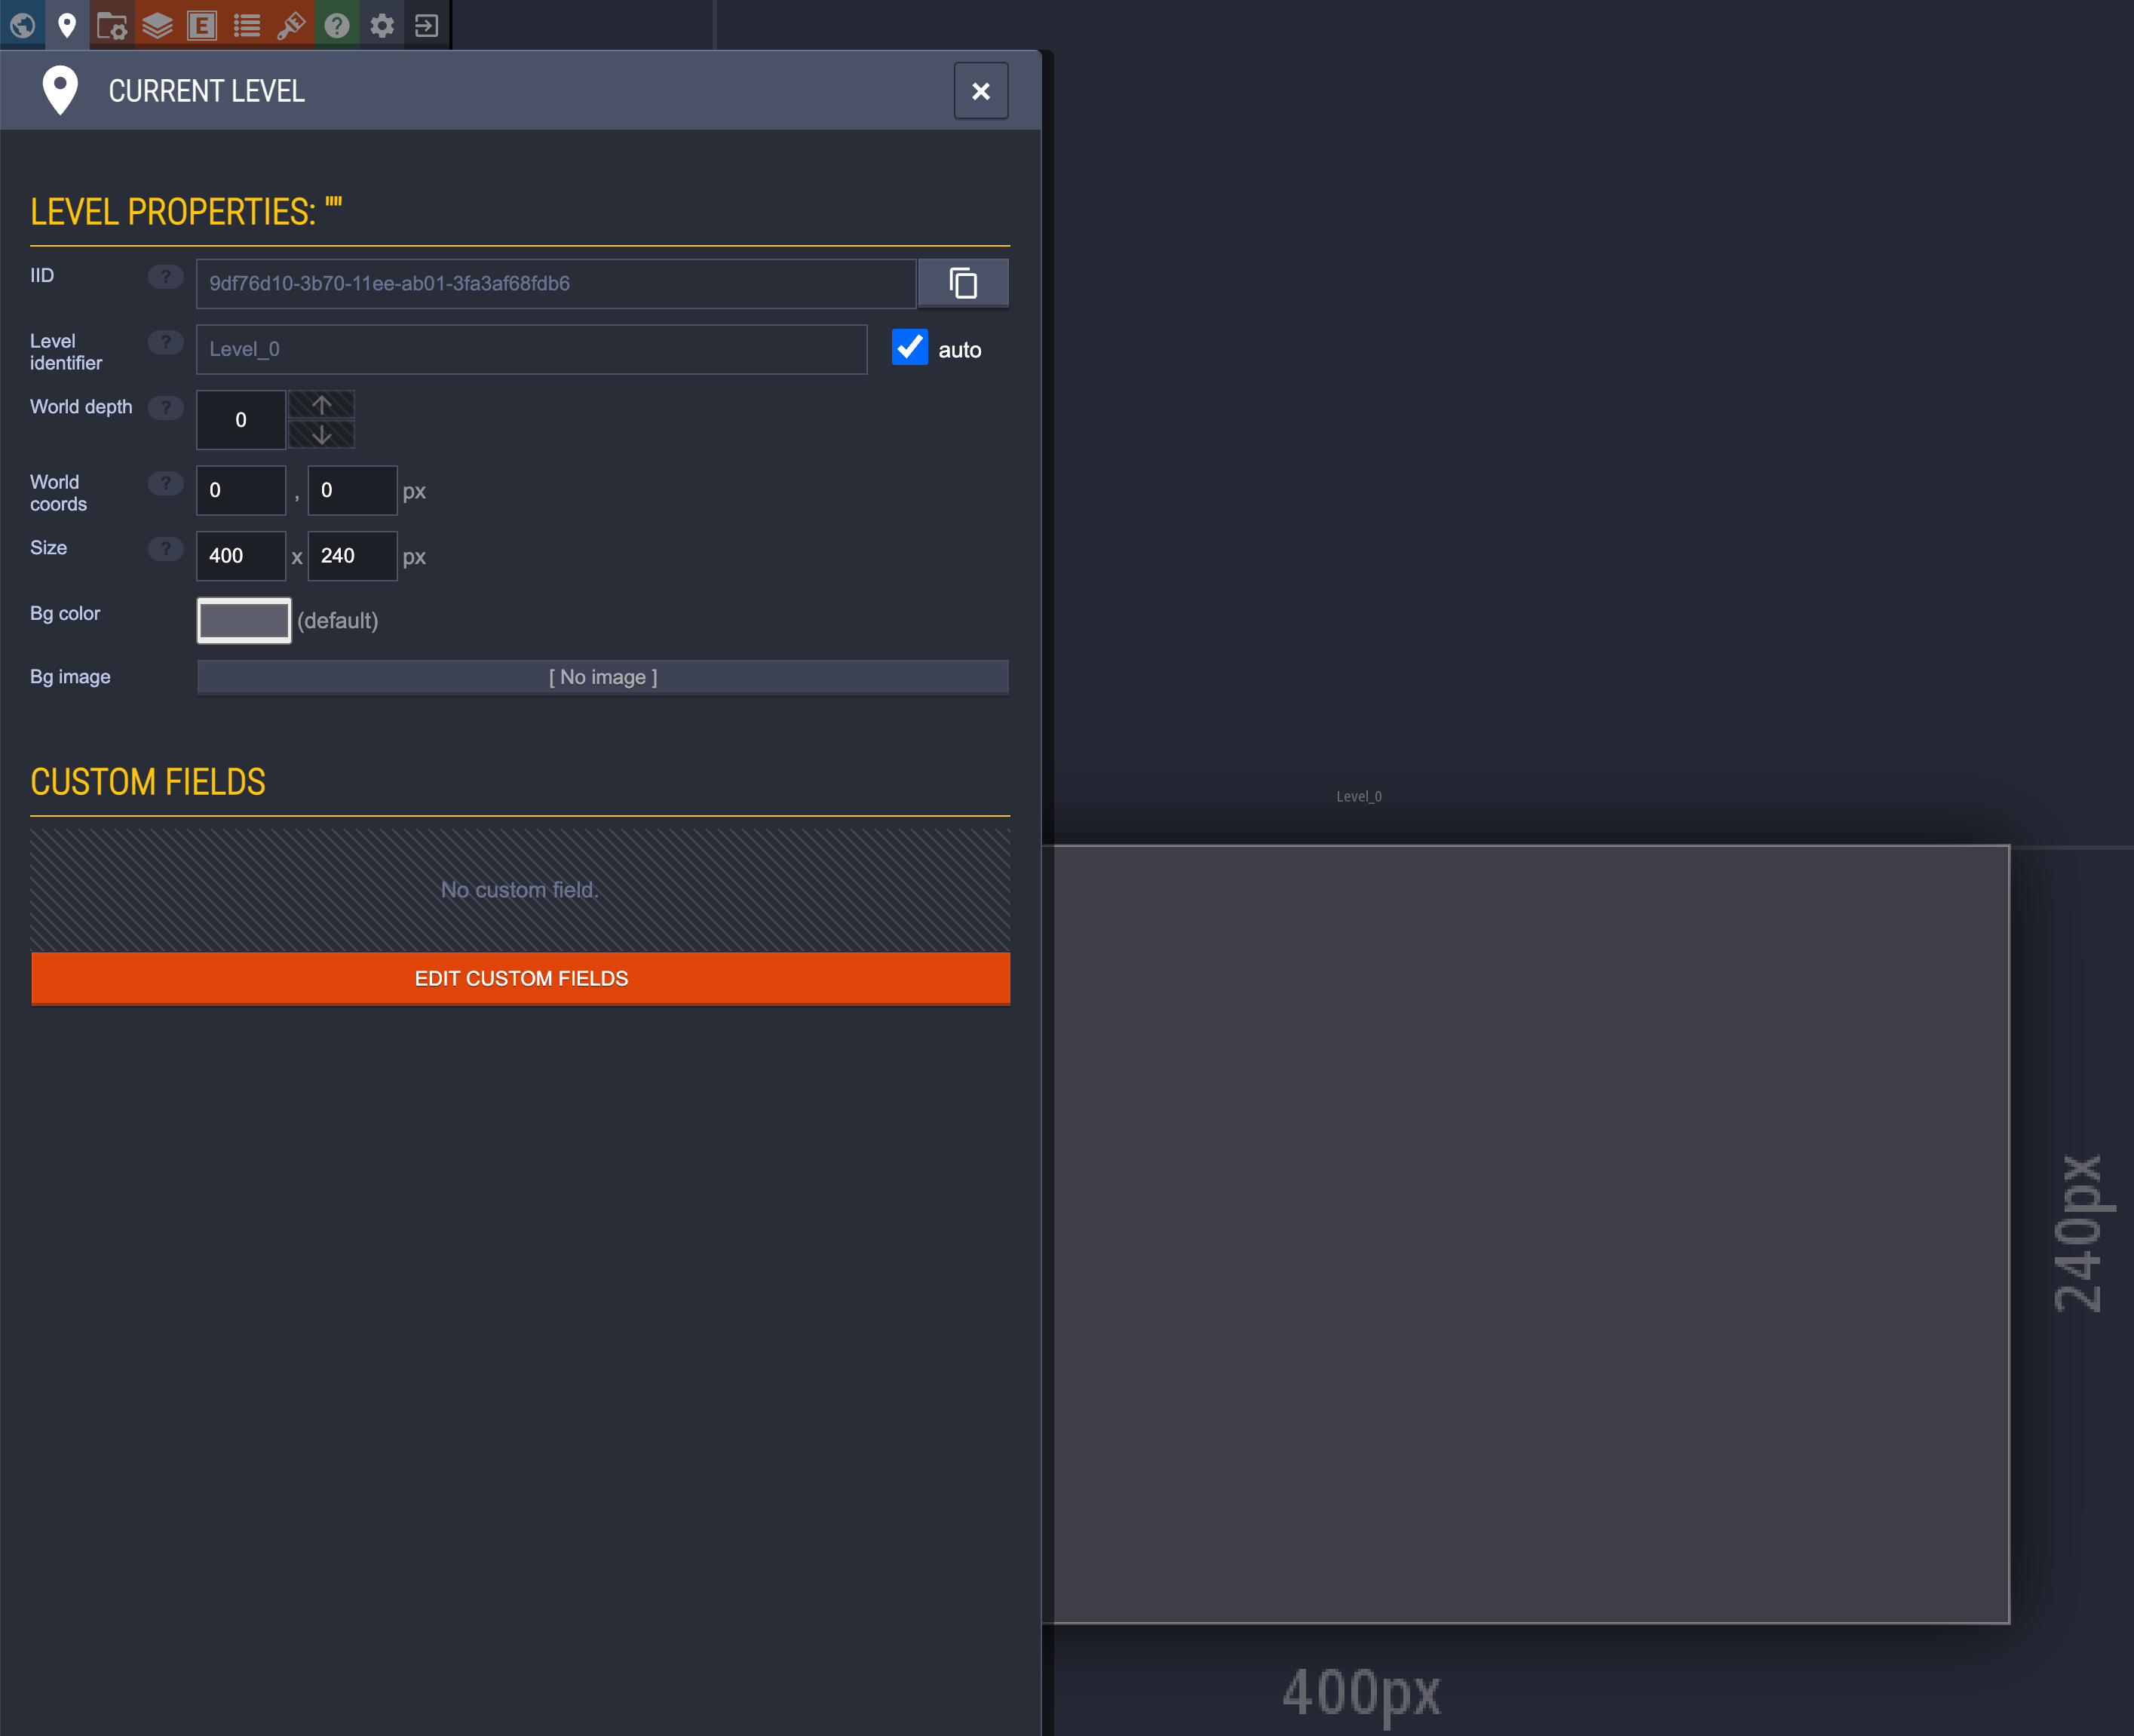 E
?
CURRENT LEVEL
LEVEL PROPERTIES: ""
IID ? 9df76d10-3b70-11ee-ab01-3fa3af68fdb6
Level identifier ? Level_0 auto
World depth ? 0
World coords ? 0 , 0 px
Size ? 400 x 240 px
Bg color (default)
Bg image [ No image ]
CUSTOM FIELDS
No custom field.
EDIT CUSTOM FIELDS
Level_0
240px
400px